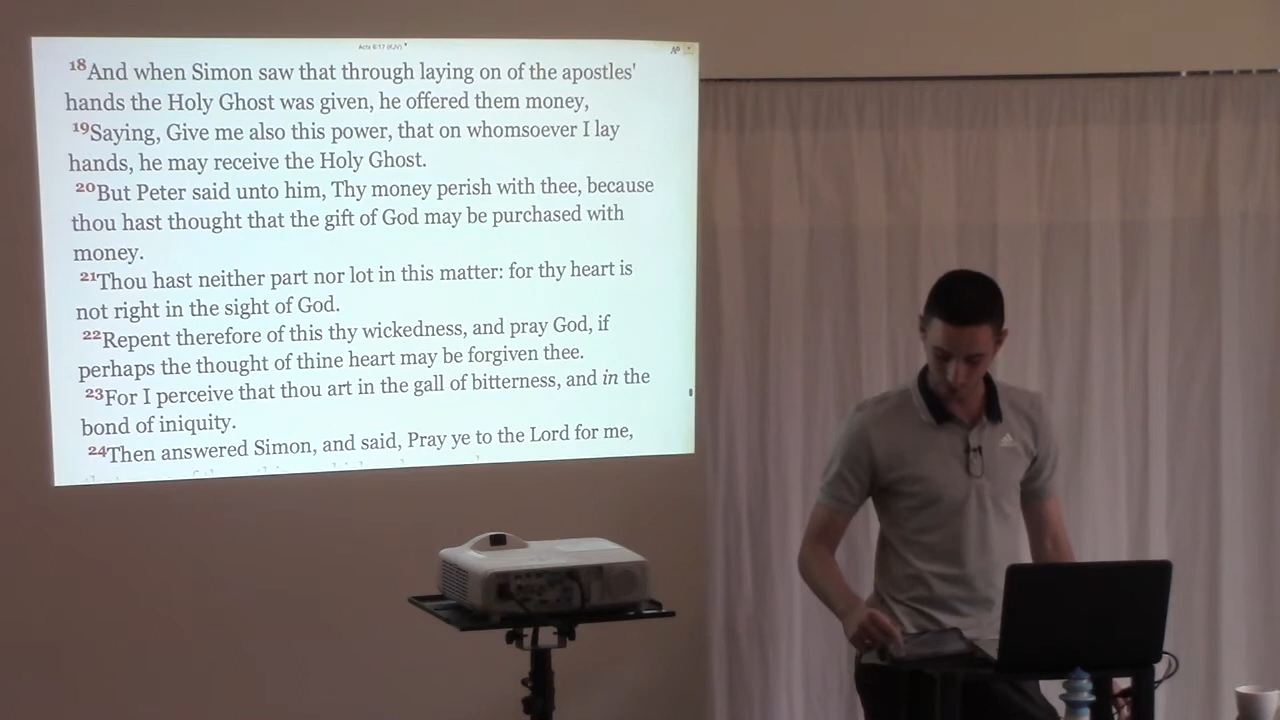 18And when Simon saw that through laying on of the apostles'
hands the Holy Ghost was given, he offered them money,
19Saying, Give me also this power, that on whomsoever I lay
hands, he may receive the Holy Ghost.
20But Peter said unto him, Thy money perish with thee, because
thou hast thought that the gift of God may be purchased with
money.
21Thou hast neither part nor lot in this matter: for thy heart is
not right in the sight of God.
22Repent therefore of this thy wickedness, and pray God, if
perhaps the thought of thine heart may be forgiven thee.
23For I perceive that thou art in the gall of bitterness, and in the
bond of iniquity.
24Then answered Simon, and said, Pray ye to the Lord for me,